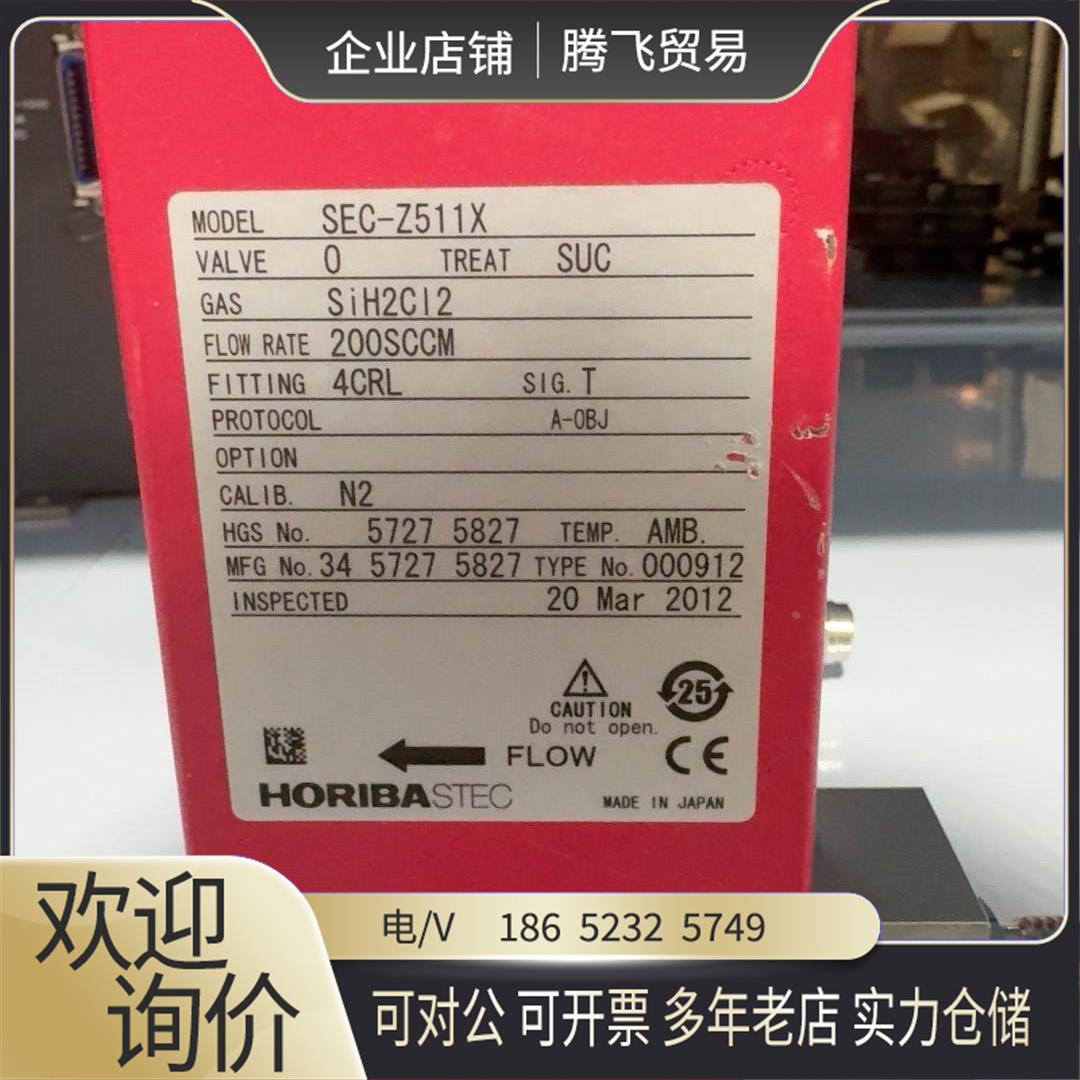 企业店铺 | 腾飞贸易
MODEL SEC-Z511X
VALVE O TREAT SUC
GAS SiH2Cl2
FLOW RATE 200SCCM
FITTING 4CRL SIG. T
PROTOCOL A-OBJ
OPTION
CALIB. N2
HGS No. 5727 5827 TEMP. AMB.
MFG No. 34 5727 5827 TYPE No. 000912
INSPECTED 20 Mar 2012
25
CAUTION
Do not open.
FLOW
CE
HORIBASTEC
MADE IN JAPAN
欢迎
询价
电/V 186 5232 5749
可对公 可开票 多年老店 实力仓储